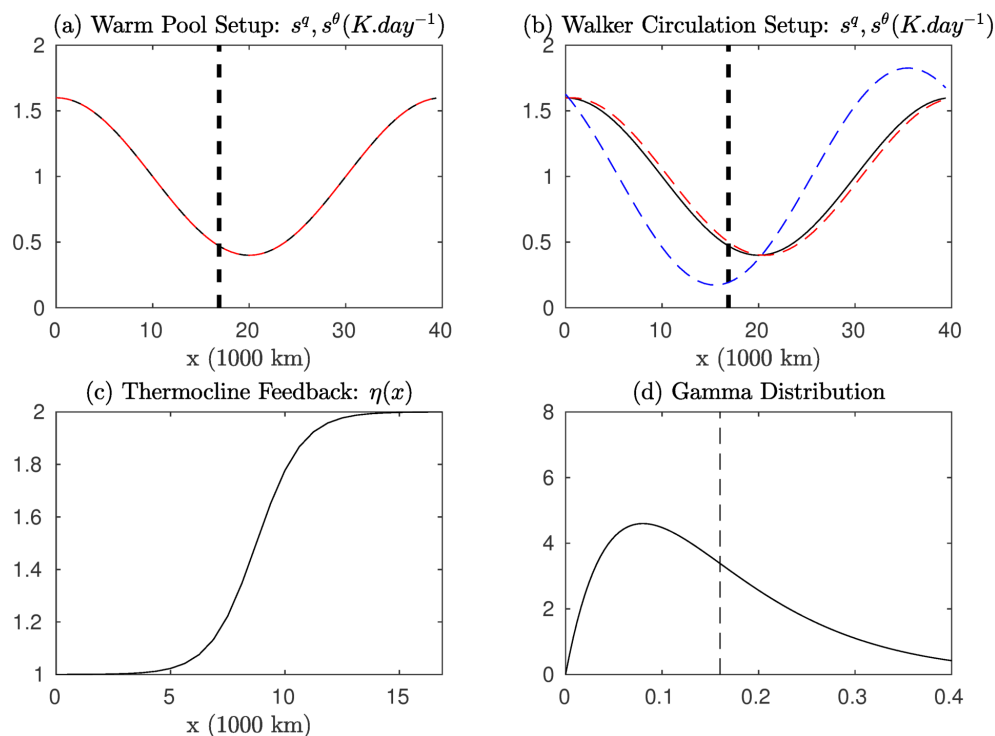 (a) Warm Pool Setup: s^q, s^θ(K.day^−1)
2
1.5
1
0.5
0
0 10 20 30 40
x (1000 km)
(b) Walker Circulation Setup: s^q, s^θ(K.day^−1)
2
1.5
1
0.5
0
0 10 20 30 40
x (1000 km)
(c) Thermocline Feedback: η(x)
2
1.8
1.6
1.4
1.2
1
0 5 10 15
x (1000 km)
(d) Gamma Distribution
8
6
4
2
0
0 0.1 0.2 0.3 0.4